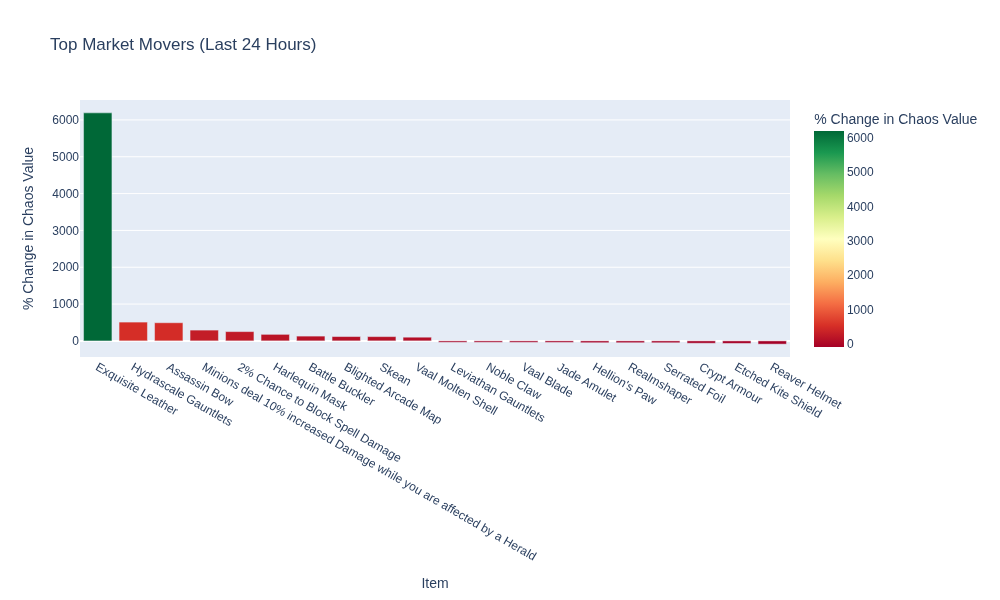 Top Market Movers (Last 24 Hours)
% Change in Chaos Value
6000
5000
4000
3000
2000
1000
0
Exquisite Leather
Hydrascale Gauntlets
Assassin Bow
Minions deal 10% increased Damage while you are affected by a Herald
2% Chance to Block Spell Damage
Harlequin Mask
Battle Buckler
Blighted Arcade Map
Skean
Vaal Molten Shell
Leviathan Gauntlets
Noble Claw
Vaal Blade
Jade Amulet
Hellion's Paw
Realmshaper
Serrated Foil
Crypt Armour
Etched Kite Shield
Reaver Helmet
Item
% Change in Chaos Value
6000
5000
4000
3000
2000
1000
0